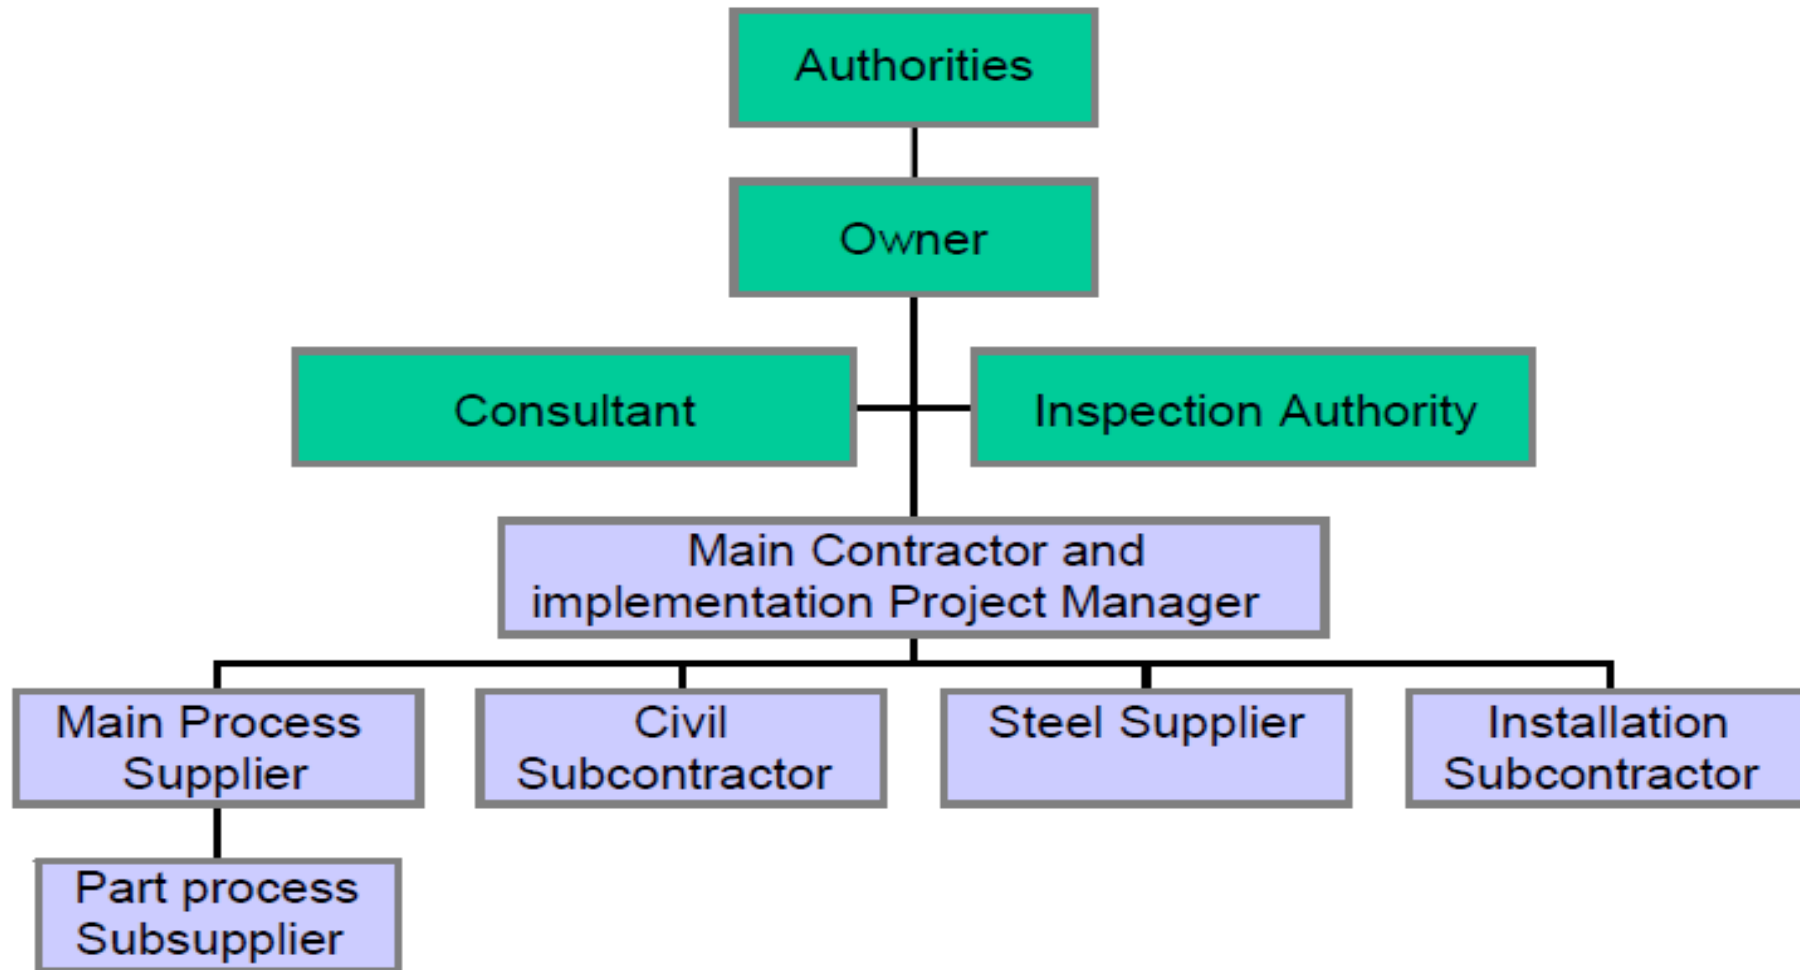 Authorities
Owner
Consultant
Inspection Authority
Main Contractor and
implementation Project Manager
Main Process
Supplier
Civil
Subcontractor
Steel Supplier
Installation
Subcontractor
Part process
Subsupplier